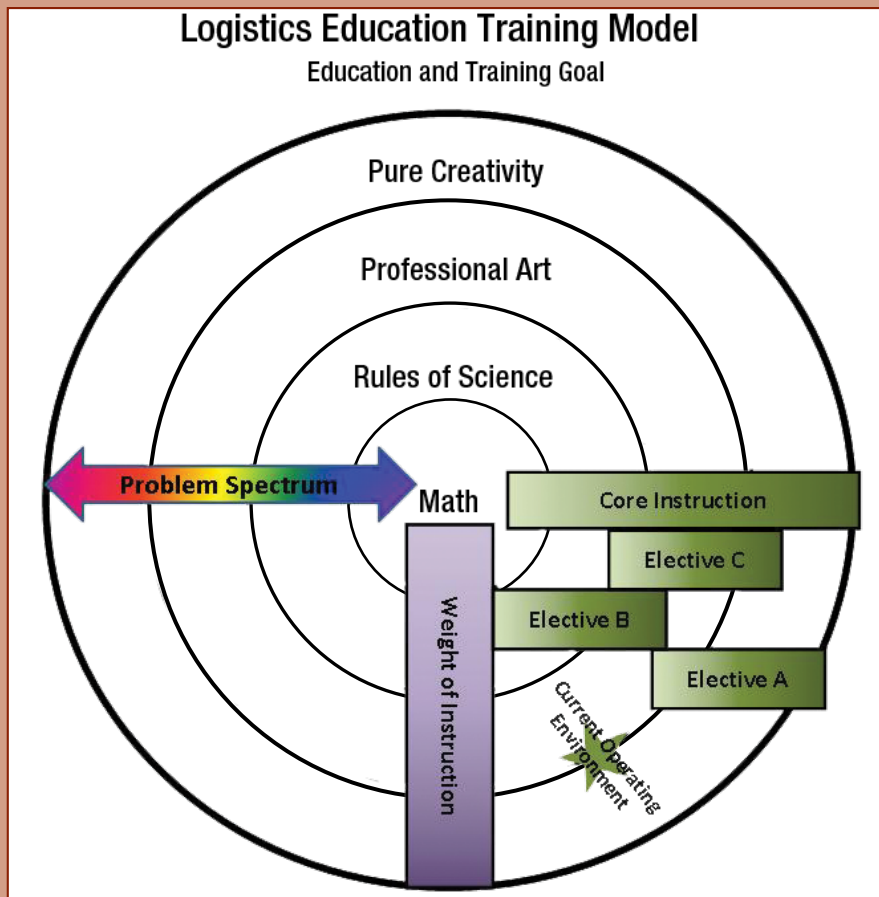 Logistics Education Training Model
Education and Training Goal
Pure Creativity
Professional Art
Rules of Science
Problem Spectrum
Math
Core Instruction
Elective C
Elective B
Elective A
Weight of Instruction
Current Operating
Environment